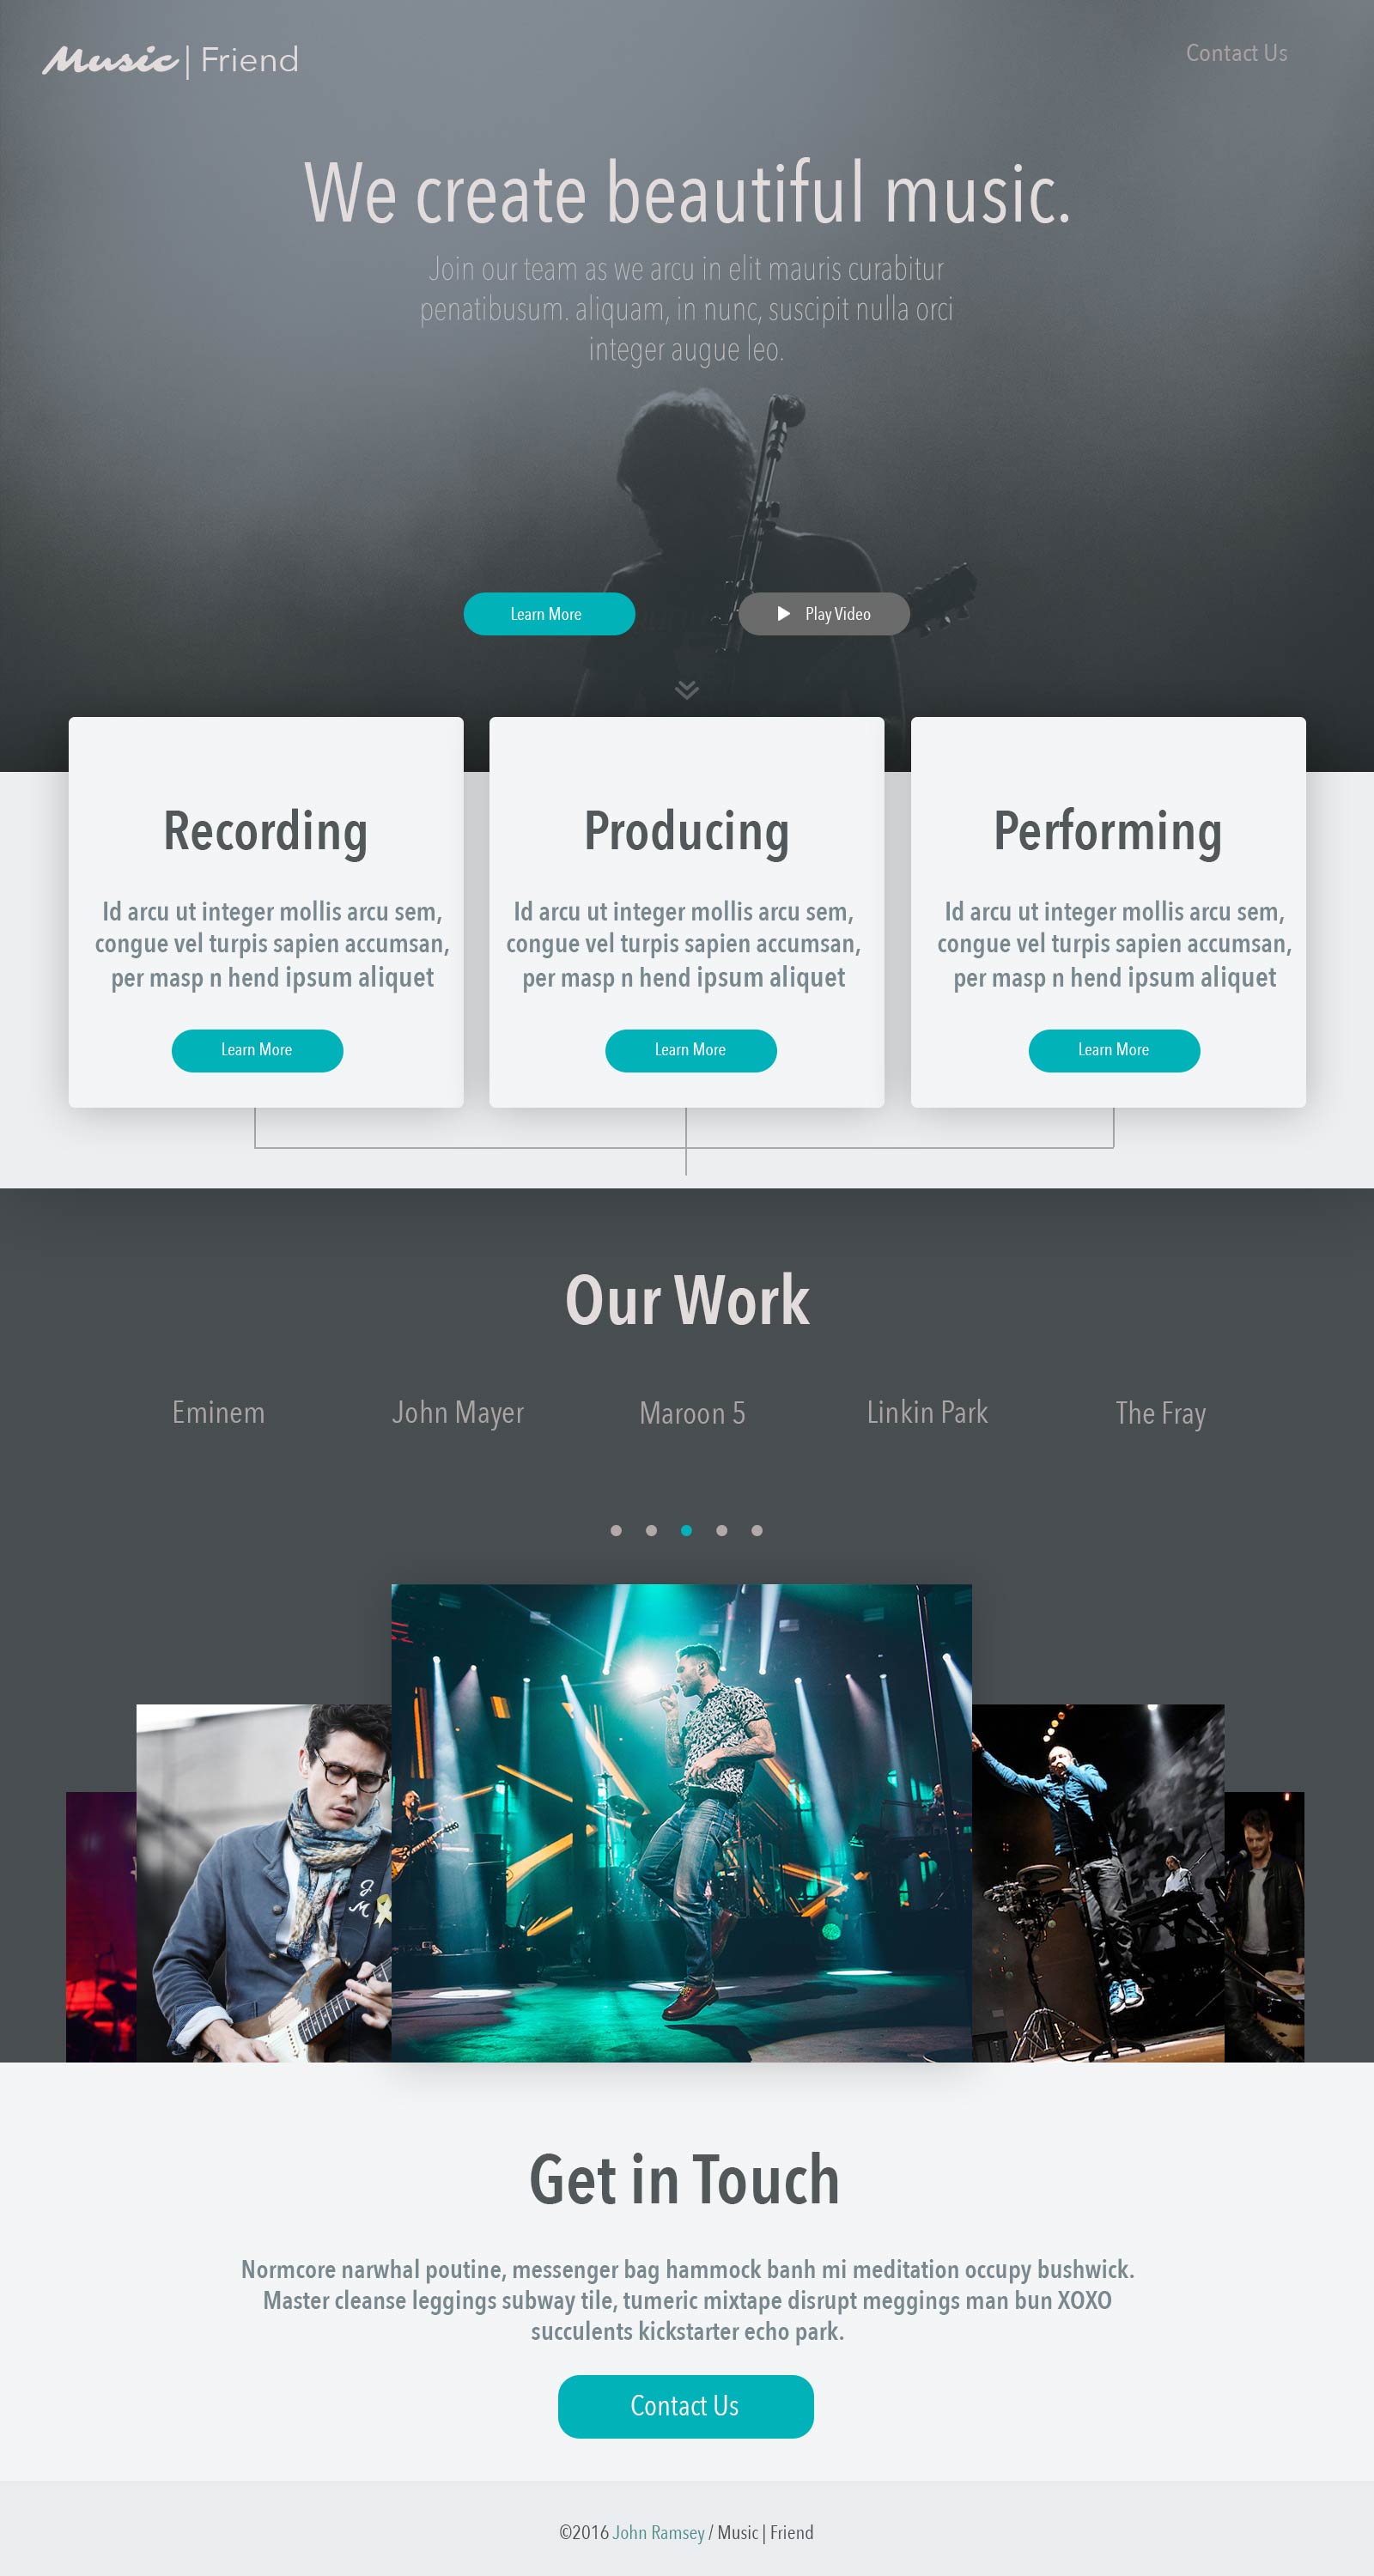 Music | Friend
Contact Us
We create beautiful music.
Join our team as we arcu in elit mauris curabitur
penatibusum. aliquam, in nunc, suscipit nulla orci
integer augue leo.
Learn More
Play Video
Recording
Id arcu ut integer mollis arcu sem,
congue vel turpis sapien accumsan,
per masp n hend ipsum aliquet
Learn More
Producing
Id arcu ut integer mollis arcu sem,
congue vel turpis sapien accumsan,
per masp n hend ipsum aliquet
Learn More
Performing
Id arcu ut integer mollis arcu sem,
congue vel turpis sapien accumsan,
per masp n hend ipsum aliquet
Learn More
Our Work
Eminem
John Mayer
Maroon 5
Linkin Park
The Fray
J
M
Get in Touch
Normcore narwhal poutine, messenger bag hammock banh mi meditation occupy bushwick.
Master cleanse leggings subway tile, tumeric mixtape disrupt meggings man bun XOXO
succulents kickstarter echo park.
Contact Us
©2016 John Ramsey / Music | Friend